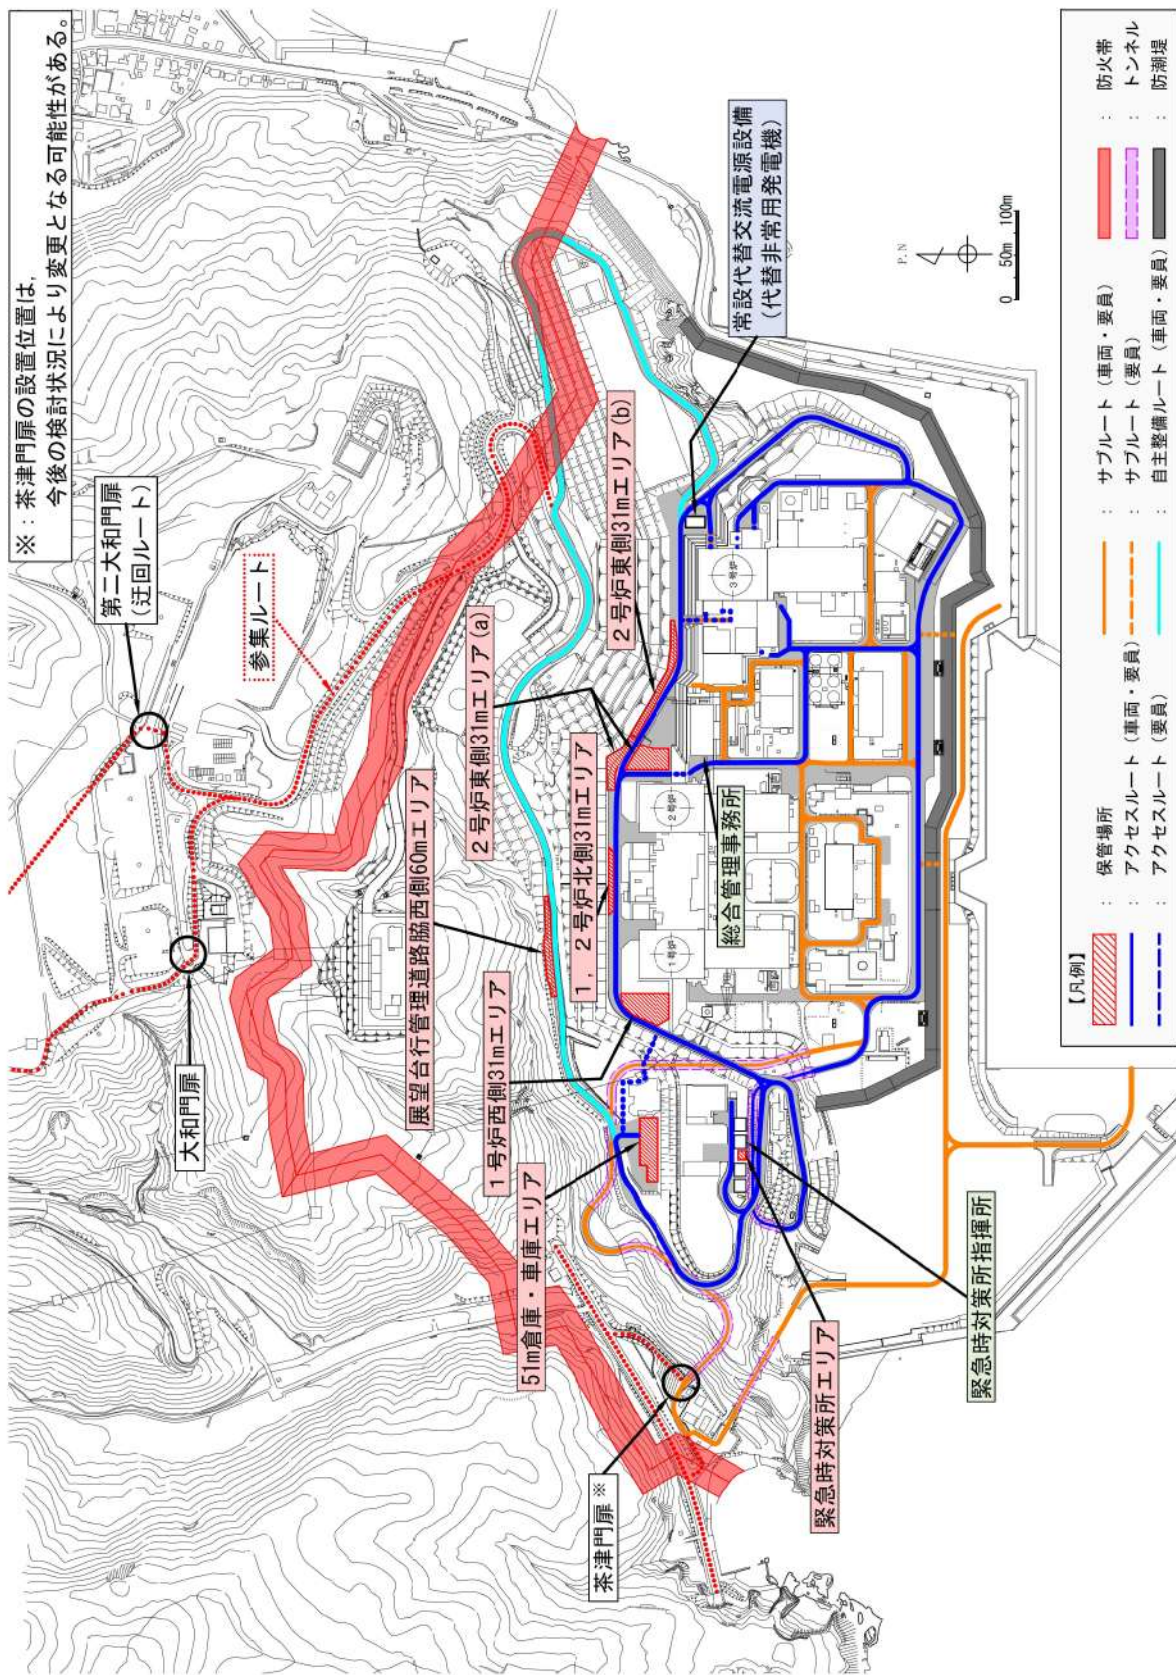 ※：茶津門扉の設置位置は，
今後の検討状況により変更となる可能性がある。
第二大和門扉
(迂回ルート)
参集ルート
大和門扉
展望台行管理道路脇西側60mエリア
2号炉東側31mエリア(a)
2号炉東側31mエリア(b)
常設代替交流電源設備
(代替非常用発電機)
1，2号炉北側31mエリア
1号炉西側31mエリア
51m倉庫・車庫エリア
茶津門扉※
総合管理事務所
1号炉
2号炉
3号炉
緊急時対策所エリア
緊急時対策所指揮所
P.N
0 50m 100m
【凡例】
：保管場所
：アクセスルート（車両・要員）
：アクセスルート（要員）
：サブルート（車両・要員）
：サブルート（要員）
：自主整備ルート（車両・要員）
：防火帯
：トンネル
：防潮堤